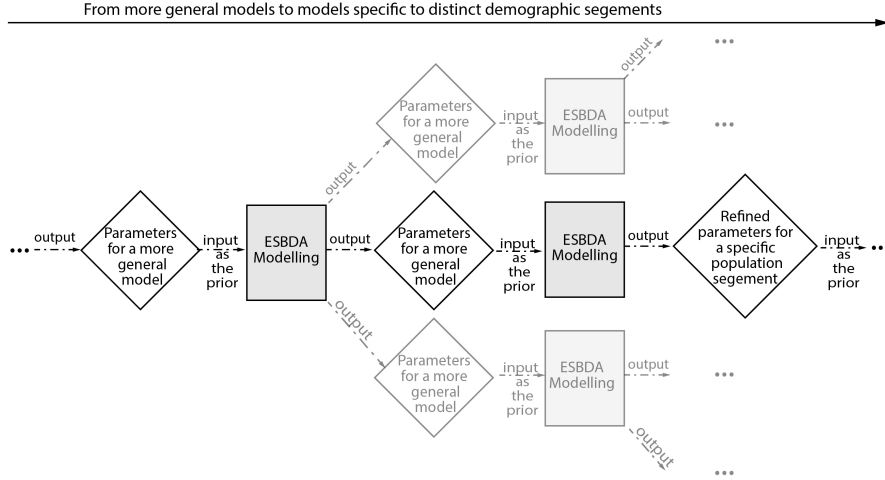 From more general models to models specific to distinct demographic segements
output
...
output
Parameters
for a more
general
model
input
as
the
prior
ESBDA
Modelling
output
...
output
...
output
Parameters
for a more
general
model
input
as
the
prior
ESBDA
Modelling
output
Parameters
for a more
general
model
input
as
the
prior
ESBDA
Modelling
output
Refined
parameters for
a specific
population
segement
input
as
the
prior
..
output
Parameters
for a more
general
model
input
as
the
prior
ESBDA
Modelling
output
...
output
...